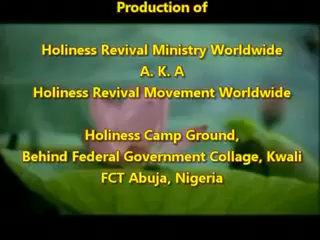 Production of
Holiness Revival Ministry Worldwide
A. K. A
Holiness Revival Movement Worldwide
Holiness Camp Ground,
Behind Federal Government Collage, Kwali
FCT Abuja, Nigeria